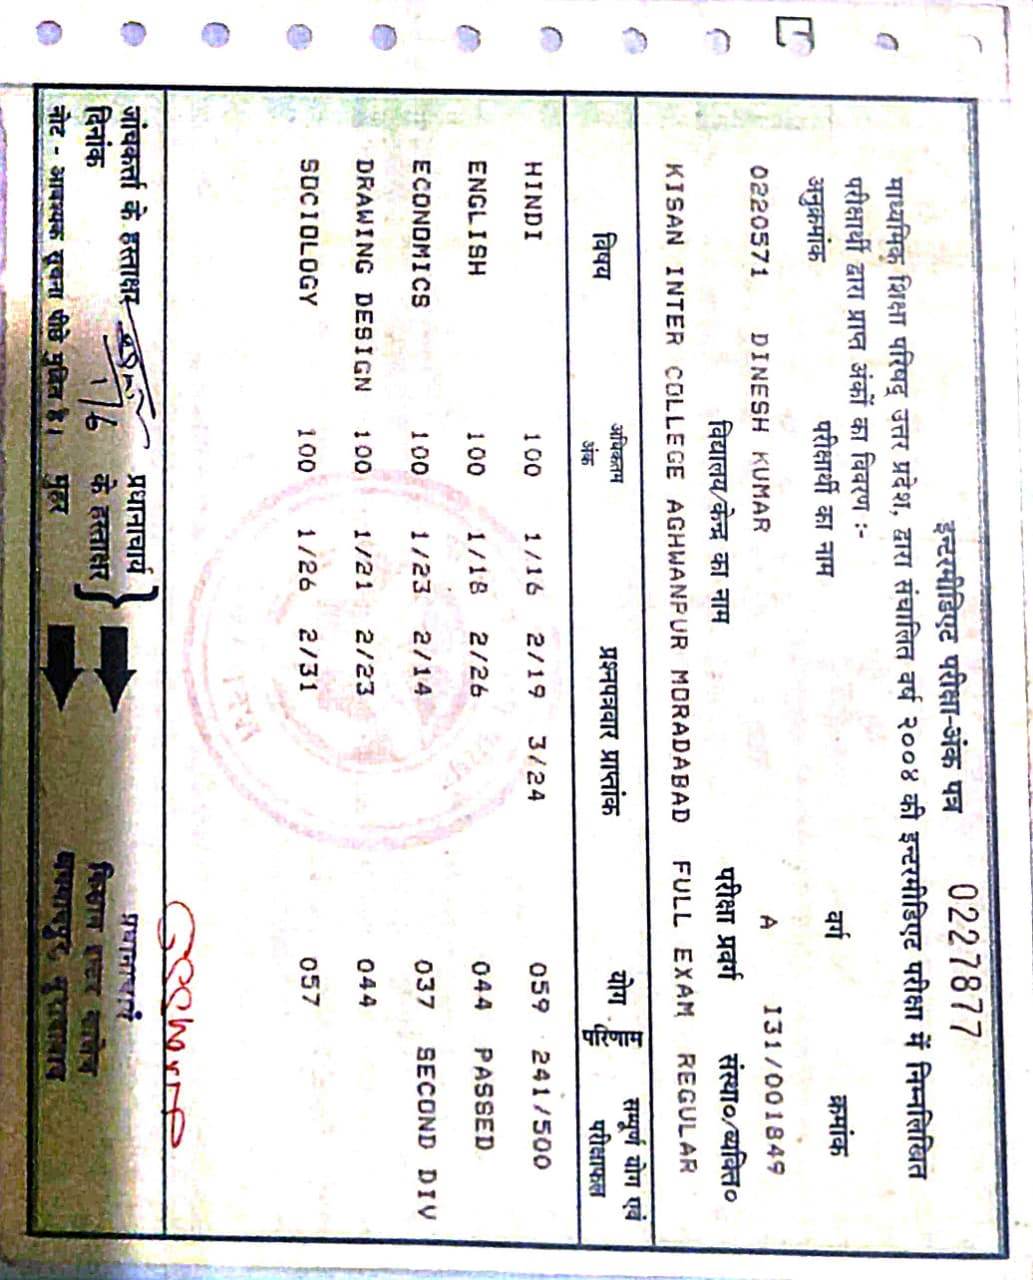 इन्टरमीडिएट परीक्षा-अंक पत्र 0227877
माध्यमिक शिक्षा परिषद् उत्तर प्रदेश, द्वारा संचालित वर्ष २००४ की इन्टरमीडिएट परीक्षा में निम्नलिखित
परीक्षार्थी द्वारा प्राप्त अंकों का विवरण :-
अनुक्रमांक परीक्षार्थी का नाम वर्ग क्रमांक
0220571 DINESH KUMAR A 131/001849
विद्यालय/केन्द्र का नाम परीक्षा प्रवर्ग संस्था०/व्यक्ति०
KISAN INTER COLLEGE AGHWANPUR MORADABAD FULL EXAM REGULAR
विषय अधिकतम अंक प्रश्नपत्रवार प्राप्तांक योग परिणाम सम्पूर्ण योग एवं परीक्षाफल
HINDI 100 1/16 2/19 3/24 059 241/500
ENGLISH 100 1/18 2/26 044 PASSED
ECONOMICS 100 1/23 2/14 037 SECOND DIV
DRAWING DESIGN 100 1/21 2/23 044
SOCIOLOGY 100 1/26 2/31 057
जांचकर्ता के हस्ताक्षर प्रधानाचार्य प्रधानाचार्य
दिनांक 1/6 के हस्ताक्षर } किसान इन्टर कालेज
नोट - आवश्यक सूचना पीछे मुद्रित है। मुहर अगवानपुर, मुरादाबाद